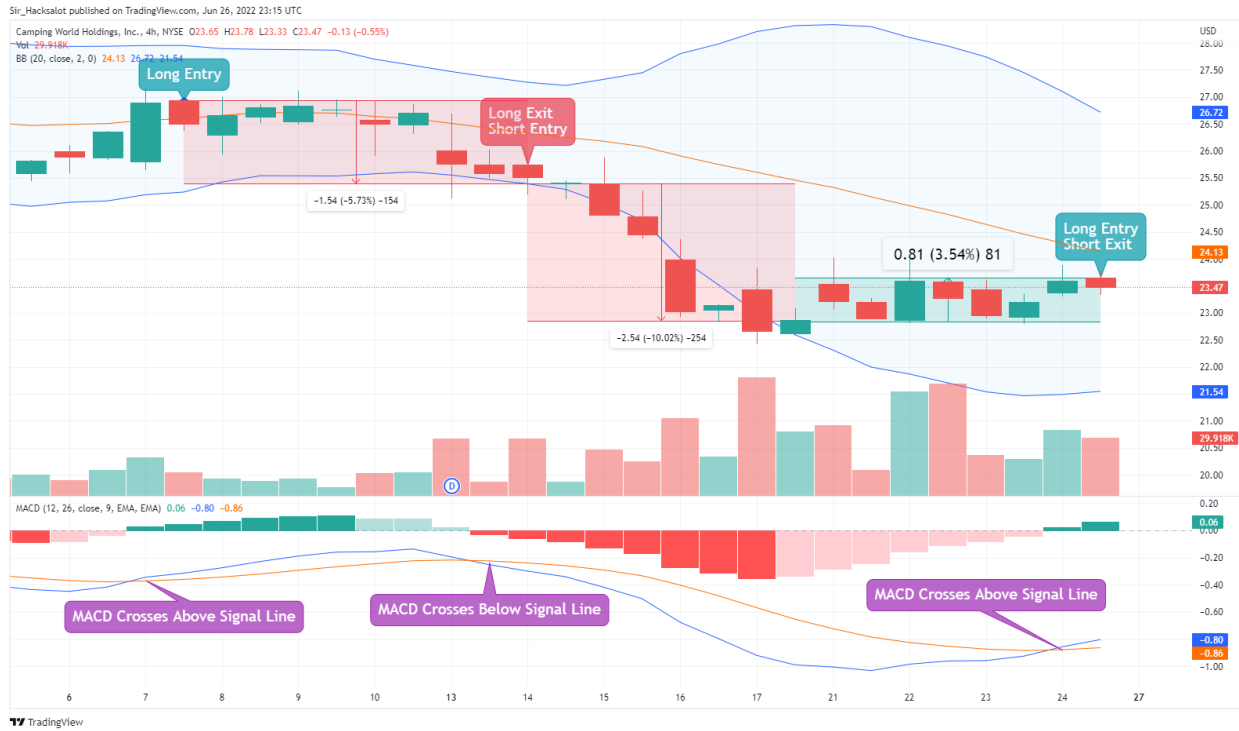 Sir_Hacksalot published on TradingView.com, Jun 26, 2022 23:15 UTC
Camping World Holdings, Inc., 4h, NYSE O23.65 H23.78 L23.33 C23.47 −0.13 (−0.55%)
Vol 29.918K
BB (20, close, 2, 0) 24.13 26.72 21.54
USD
28.00
27.50
27.00
26.72
26.50
26.00
25.50
25.00
24.50
24.13
24.00
23.47
23.00
22.50
22.00
21.54
21.00
29.918K
20.50
20.00
Long Entry
Long Exit
Short Entry
Long Entry
Short Exit
−1.54 (−5.73%) −154
0.81 (3.54%) 81
−2.54 (−10.02%) −254
D
MACD (12, 26, close, 9, EMA, EMA) 0.06 −0.80 −0.86
0.20
0.06
0.00
−0.20
−0.40
−0.60
−0.80
−0.86
−1.00
MACD Crosses Above Signal Line
MACD Crosses Below Signal Line
MACD Crosses Above Signal Line
6 7 8 9 10 13 14 15 16 17 21 22 23 24 27
TradingView